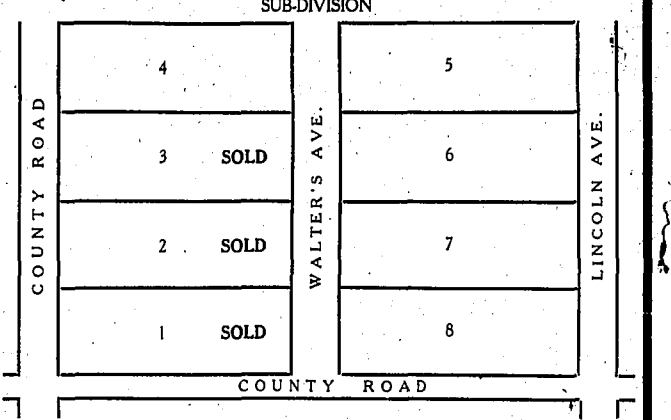 SUB-DIVISION
4
5
3 SOLD
6
2 SOLD
7
1 SOLD
8
COUNTY ROAD
WALTER'S AVE.
LINCOLN AVE.
COUNTY ROAD